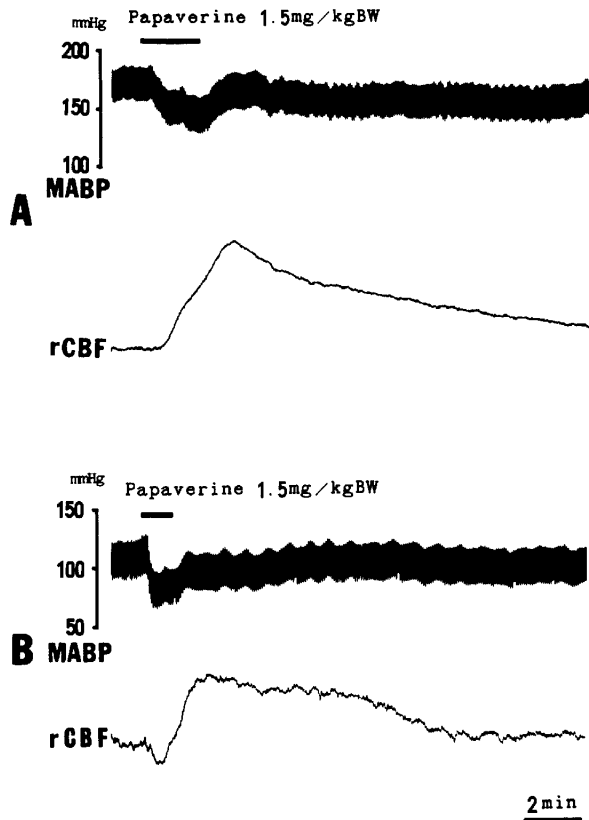 mmHg
Papaverine 1.5mg/kgBW
200
150
100
MABP
A
rCBF
mmHg
Papaverine 1.5mg/kgBW
150
100
50
B
MABP
rCBF
2min